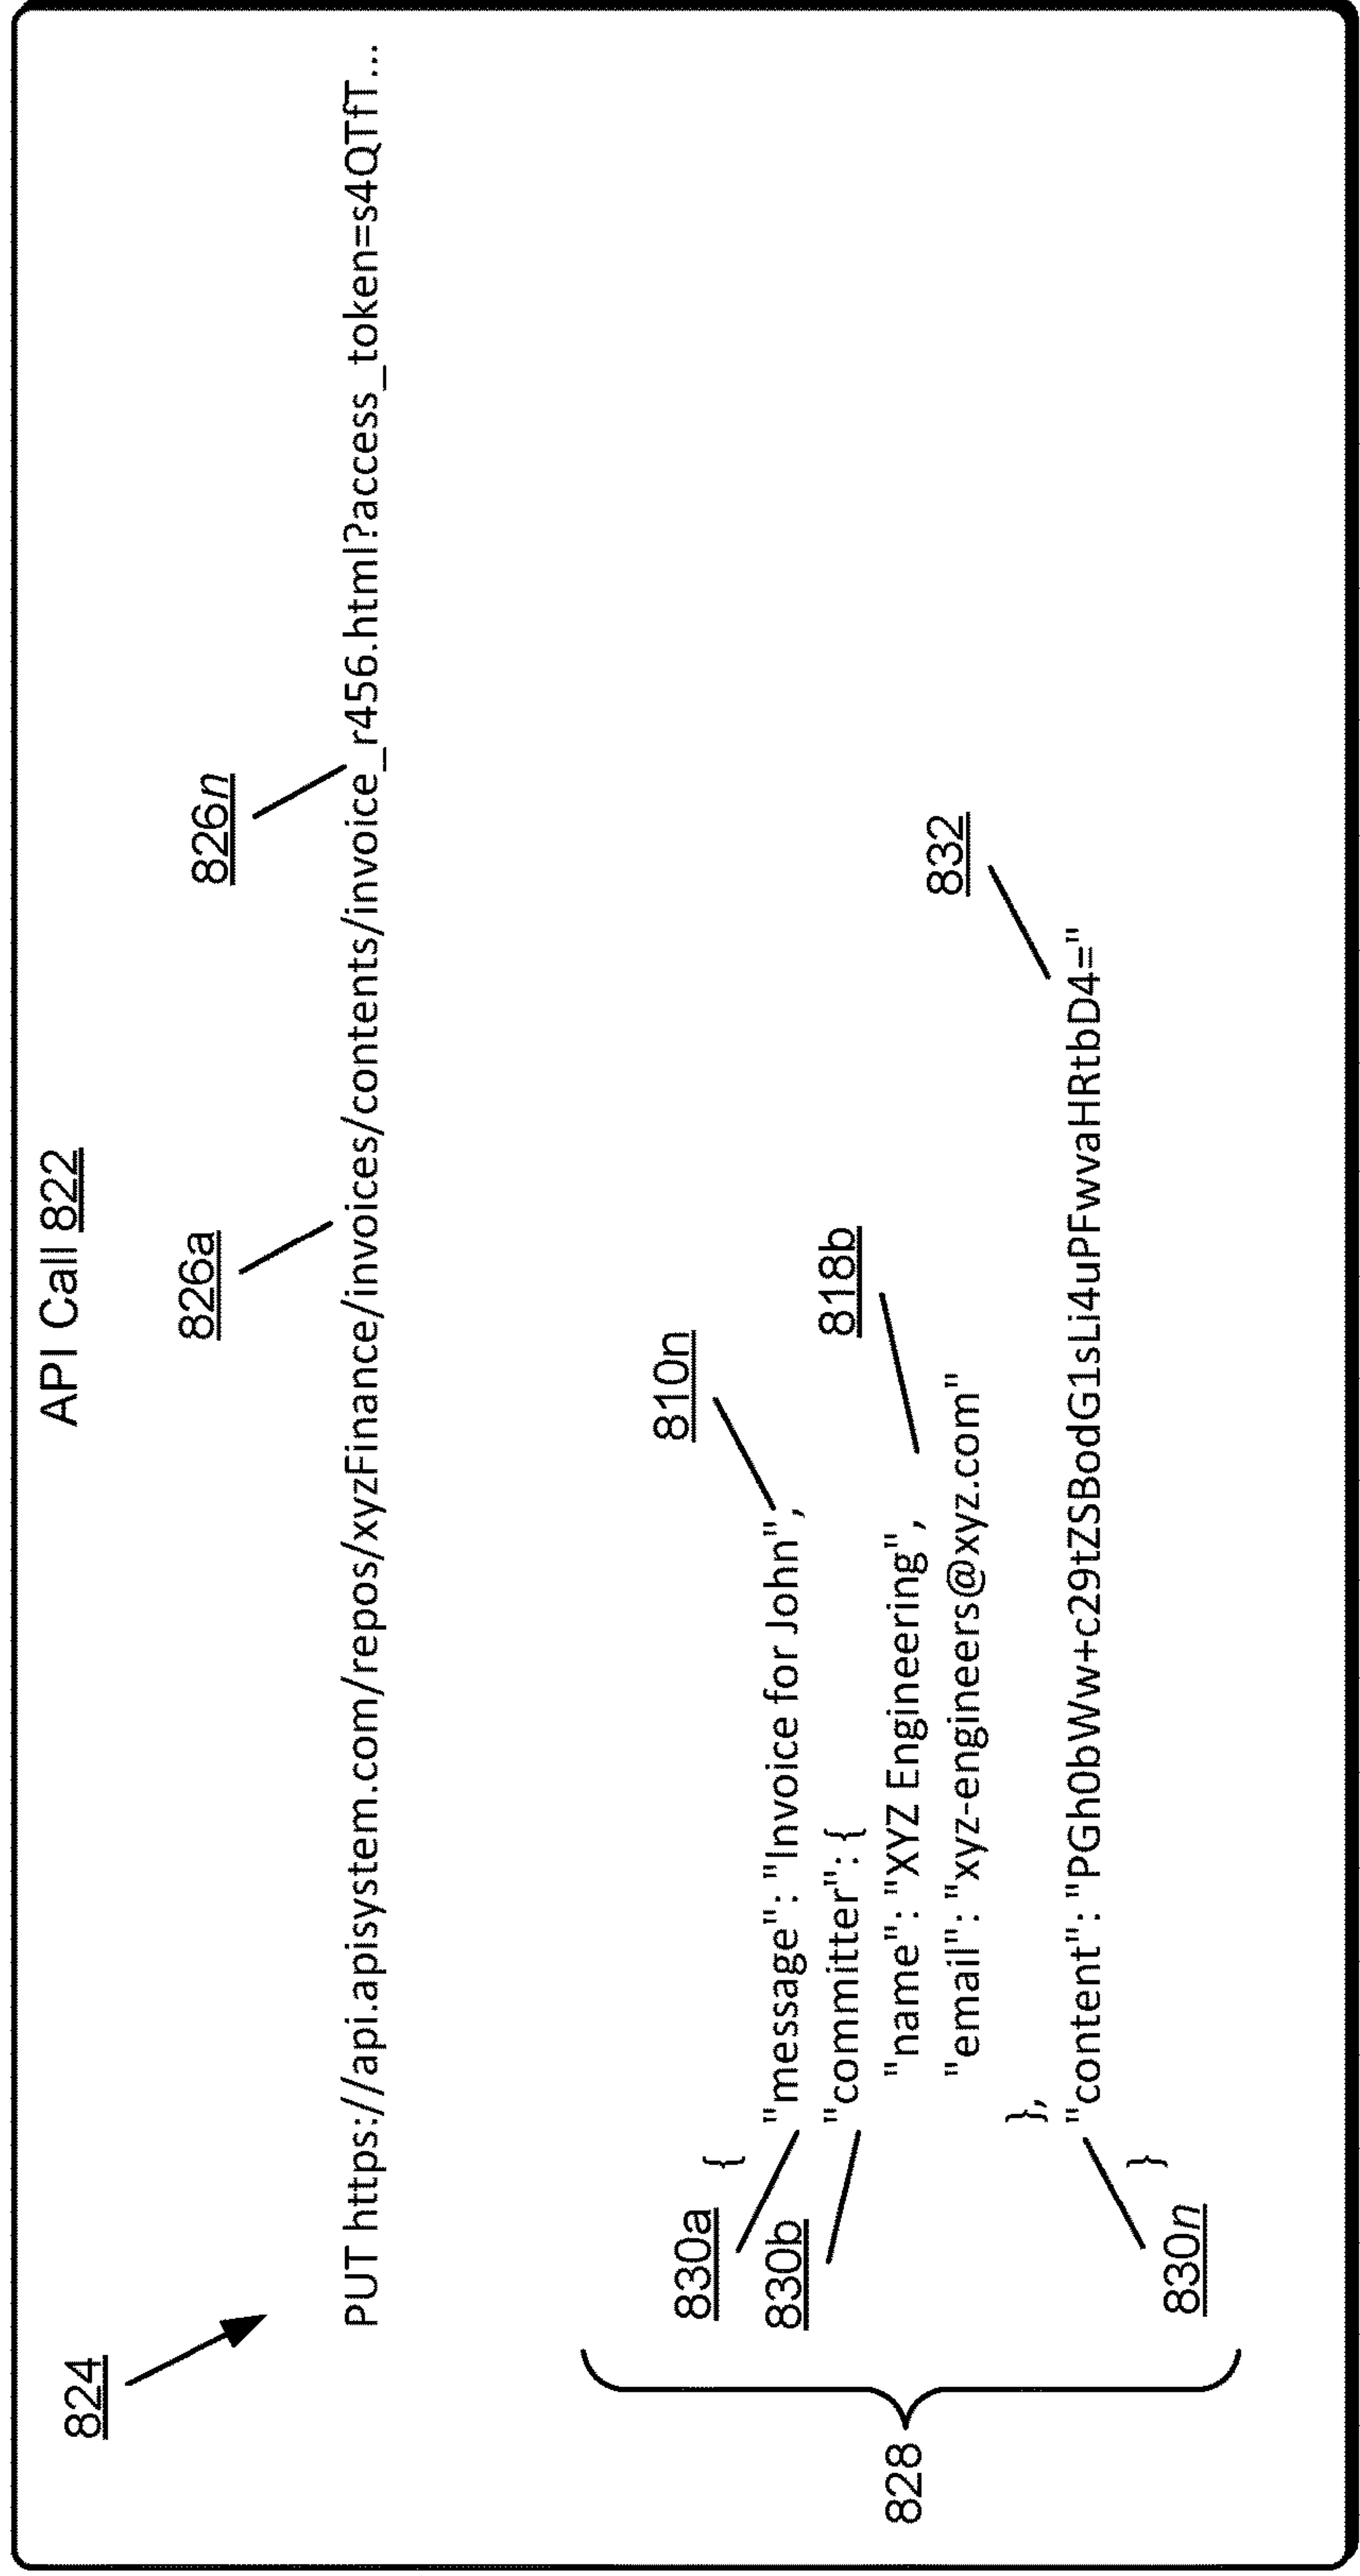 API Call 822
824
826a
826n
PUT https://api.apisystem.com/repos/xyzFinance/invoices/contents/invoice_r456.html?access_token=s4QTfT...
828
830a
810n
{
"message": "Invoice for John",
830b
"committer": {
818b
"name": "XYZ Engineering",
"email": "xyz-engineers@xyz.com"
},
832
"content": "PGh0bWw+c29tZSBodG1sLi4uPFwvaHRtbD4="
830n
}